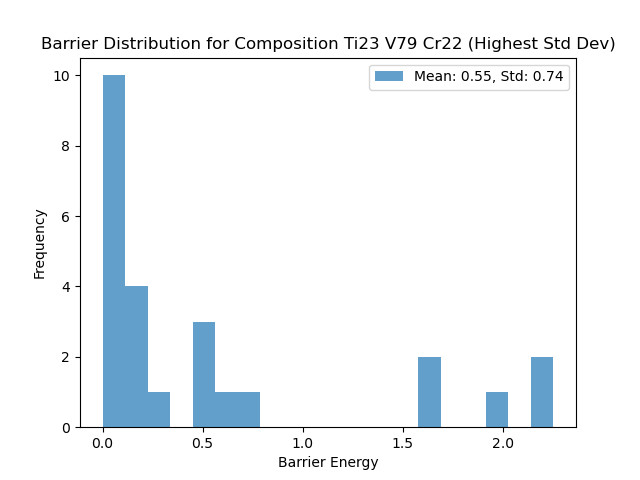 Barrier Distribution for Composition Ti23 V79 Cr22 (Highest Std Dev)
Mean: 0.55, Std: 0.74
10
8
6
4
2
0
Frequency
0.0 0.5 1.0 1.5 2.0
Barrier Energy